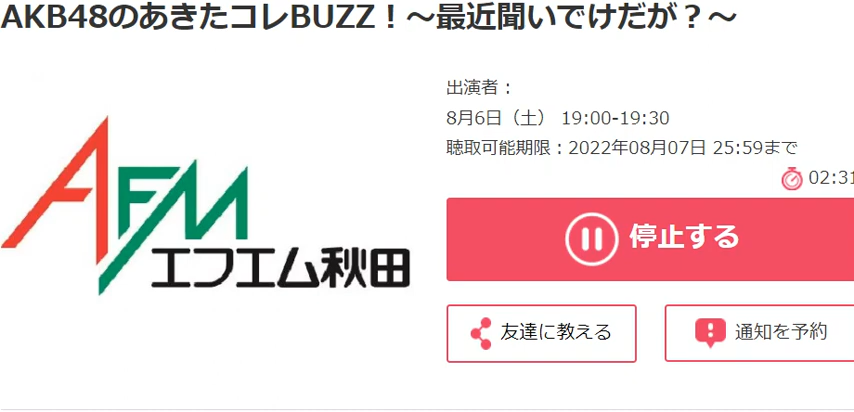 AKB48のあきたコレBUZZ！～最近聞いでけだが？～
出演者：
8月6日（土） 19:00-19:30
聴取可能期限：2022年08月07日 25:59まで
02:31
停止する
AFM
エフエム秋田
友達に教える
通知を予約